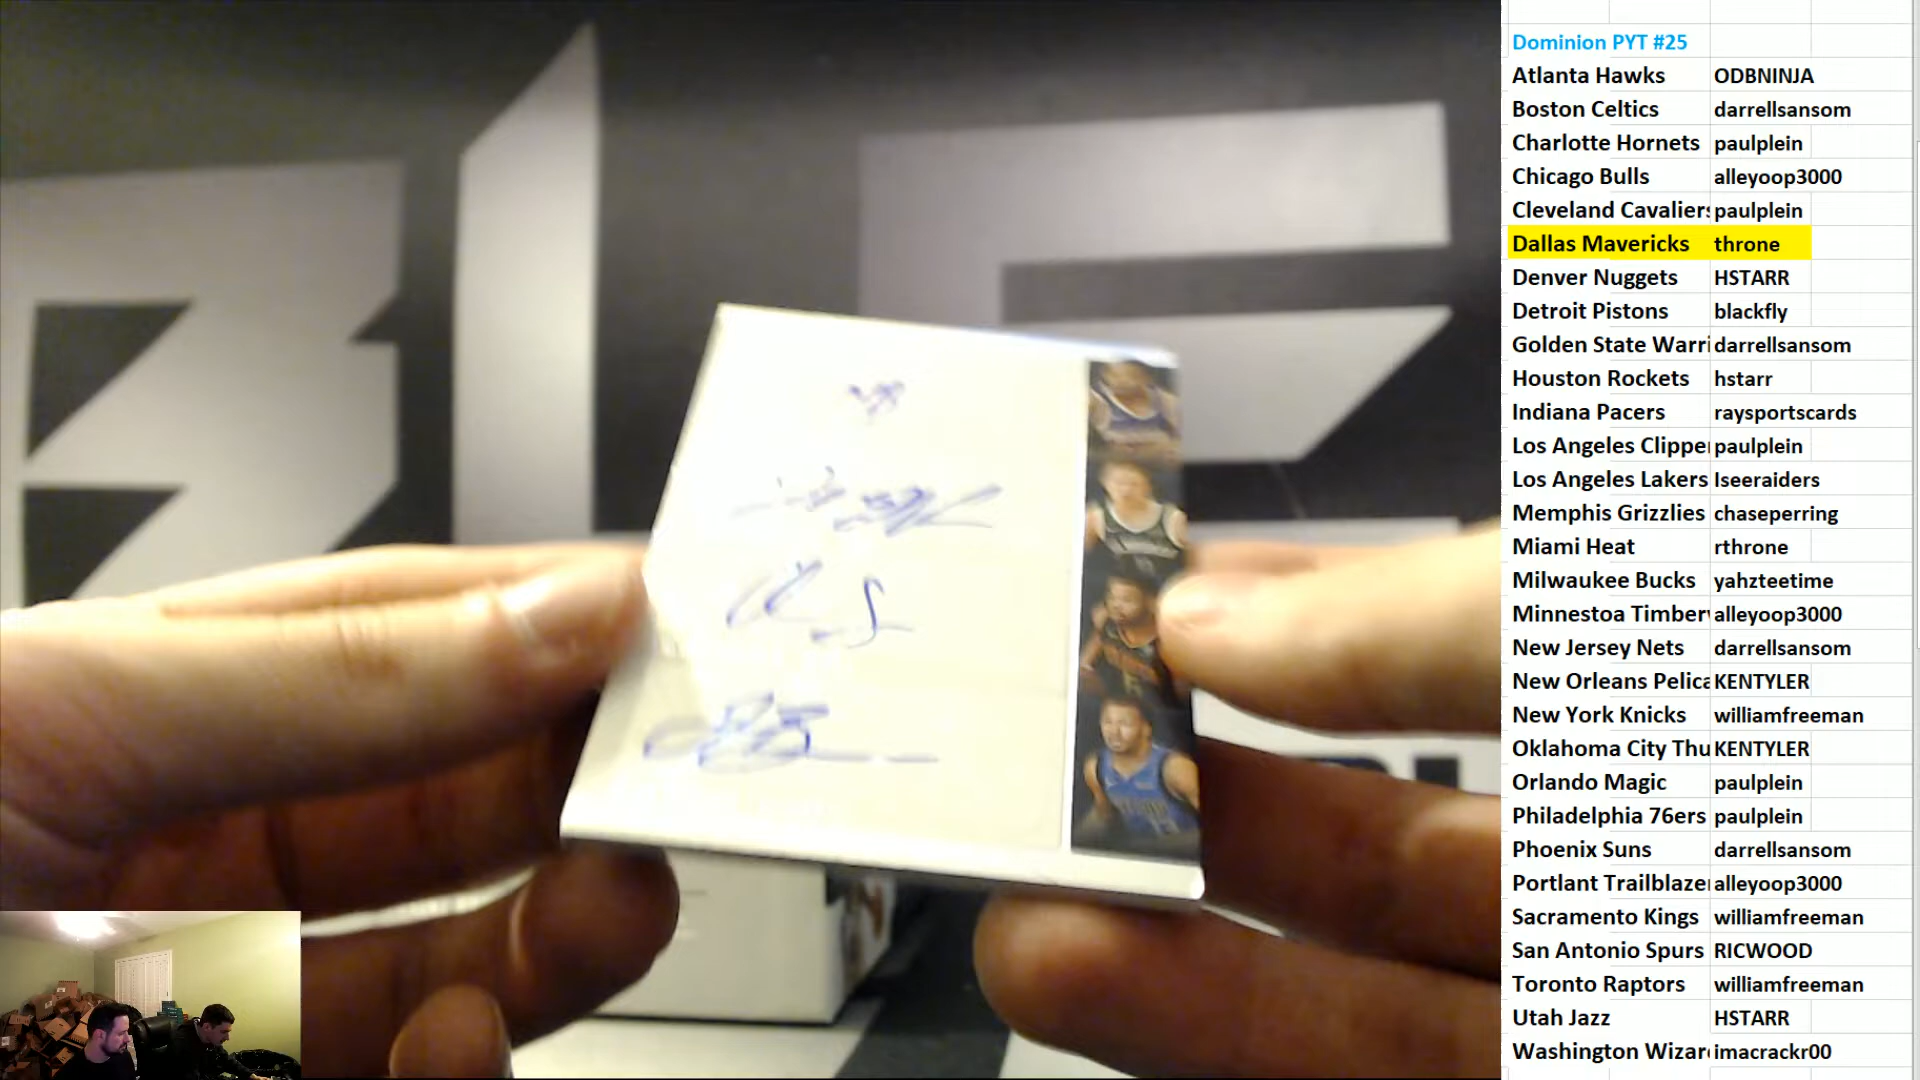 Dominion PYT #25
Atlanta Hawks ODBNINJA
Boston Celtics darrellsansom
Charlotte Hornets paulplein
Chicago Bulls alleyoop3000
Cleveland Cavaliers paulplein
Dallas Mavericks throne
Denver Nuggets HSTARR
Detroit Pistons blackfly
Golden State Warri darrellsansom
Houston Rockets hstarr
Indiana Pacers raysportscards
Los Angeles Clipper paulplein
Los Angeles Lakers lseeraiders
Memphis Grizzlies chaseperring
Miami Heat rthrone
Milwaukee Bucks yahzteetime
Minnestoa Timberv alleyoop3000
New Jersey Nets darrellsansom
New Orleans Pelica KENTYLER
New York Knicks williamfreeman
Oklahoma City Thu KENTYLER
Orlando Magic paulplein
Philadelphia 76ers paulplein
Phoenix Suns darrellsansom
Portlant Trailblazer alleyoop3000
Sacramento Kings williamfreeman
San Antonio Spurs RICWOOD
Toronto Raptors williamfreeman
Utah Jazz HSTARR
Washington Wizar imacrackr00